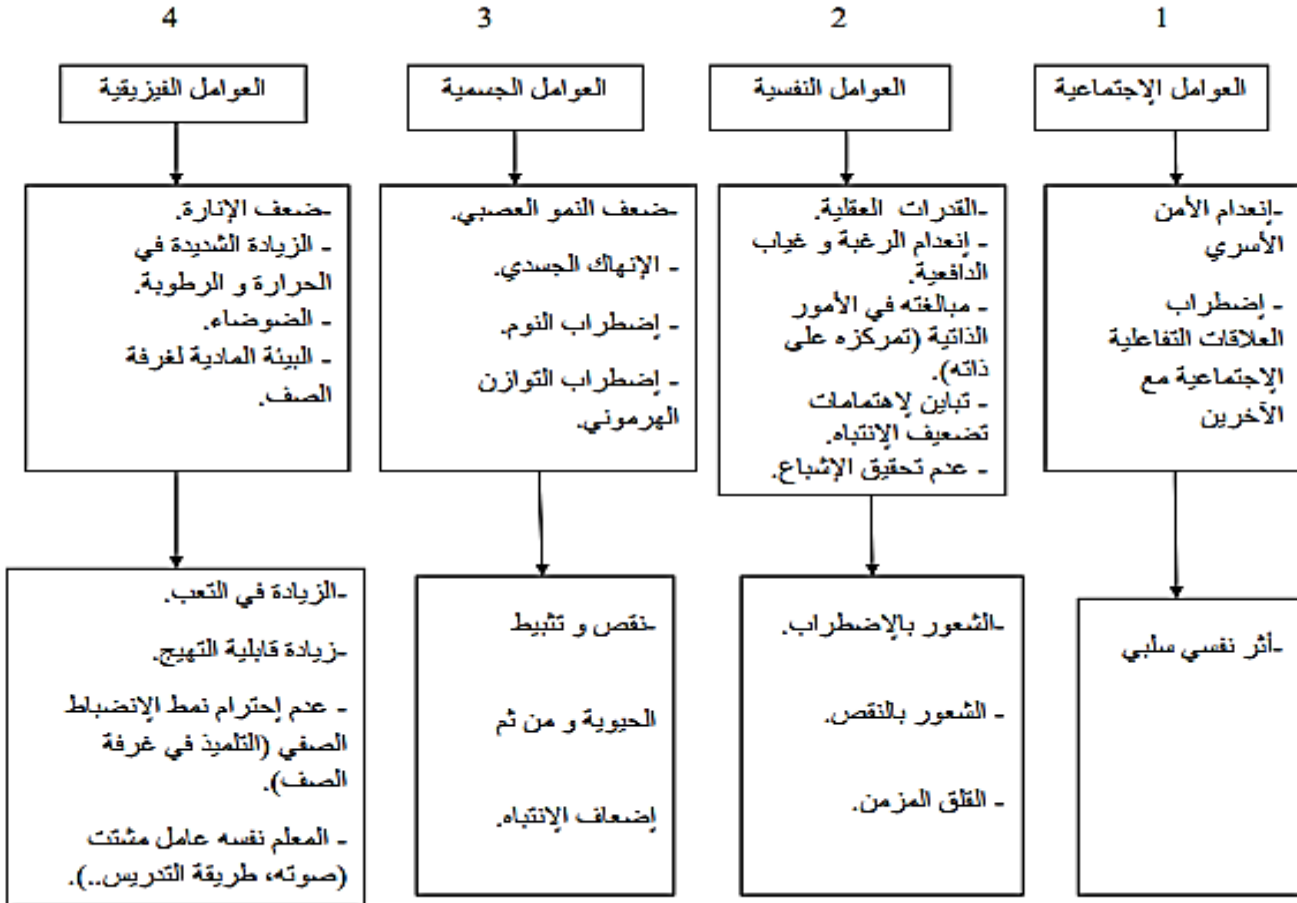 1
العوامل الإجتماعية
-إنعدام الأمن
الأسري
- إضطراب
العلاقات التفاعلية
الإجتماعية مع
الآخرين
-أثر نفسي سلبي
2
العوامل النفسية
-القدرات العقلية.
- إنعدام الرغبة و غياب
الدافعية.
- مبالغته في الأمور
الذاتية (تمركزه على
ذاته).
- تباين لاهتمامات
تضعيف الإنتباه.
- عدم تحقيق الإشباع.
-الشعور بالإضطراب.
- الشعور بالنقص.
- القلق المزمن.
3
العوامل الجسمية
-ضعف النمو العصبي.
- الإنهاك الجسدي.
- إضطراب النوم.
- إضطراب التوازن
الهرموني.
-نقص و تثبيط
الحيوية و من ثم
إضعاف الإنتباه.
4
العوامل الفيزيقية
-ضعف الإنارة.
- الزيادة الشديدة في
الحرارة و الرطوبة.
- الضوضاء.
- البيئة المادية لغرفة
الصف.
-الزيادة في التعب.
-زيادة قابلية التهيج.
- عدم إحترام نمط الإنضباط
الصفي (التلميذ في غرفة
الصف).
- المعلم نفسه عامل مشتت
(صوته، طريقة التدريس..).